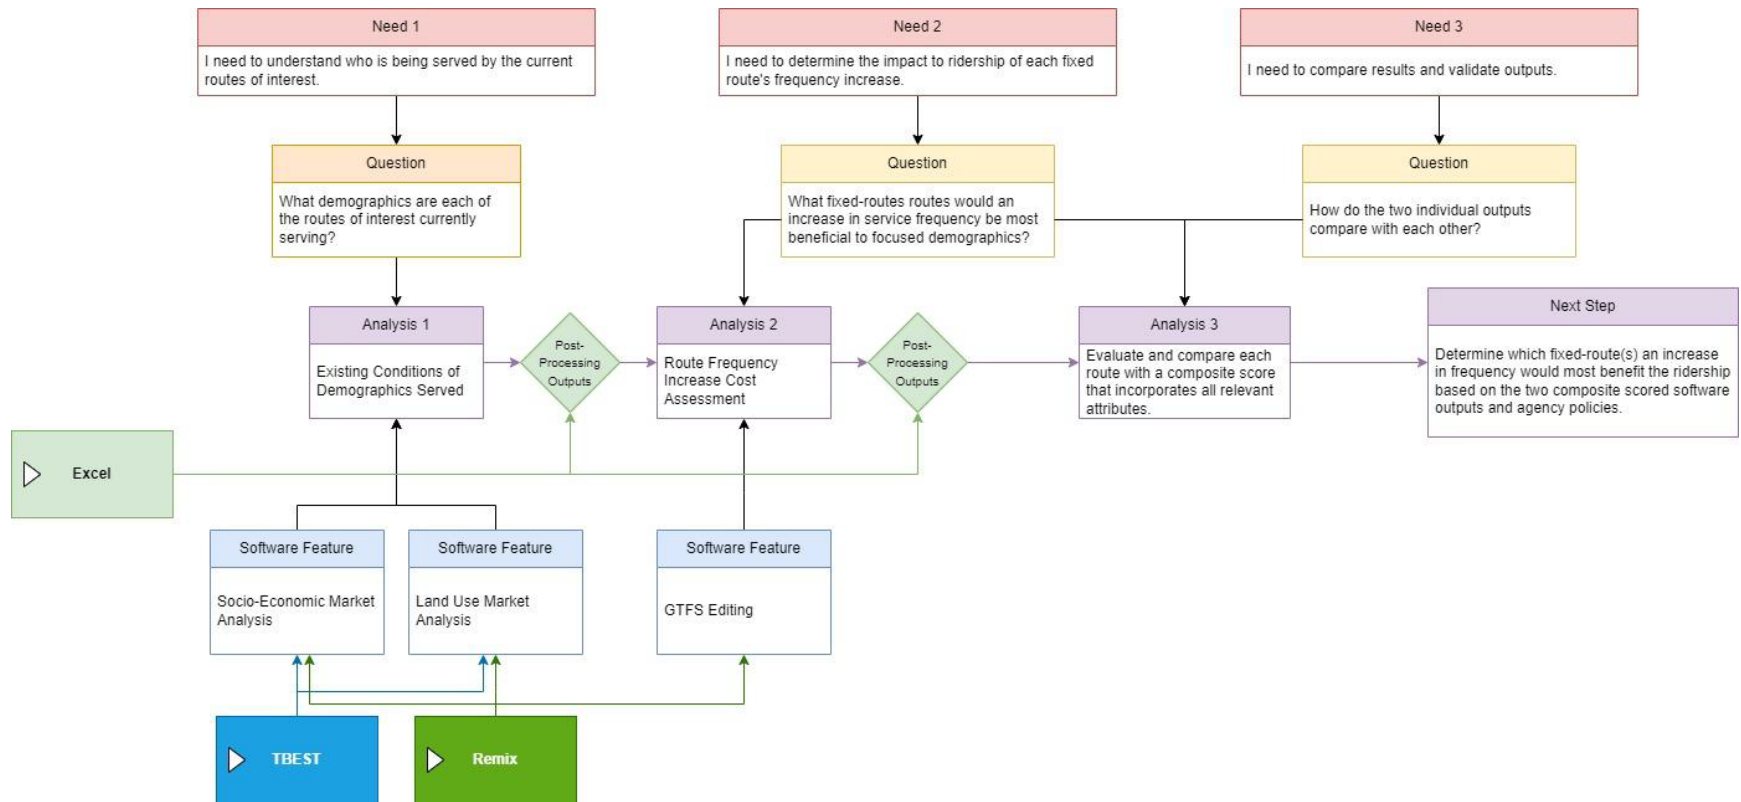 Need 1
I need to understand who is being served by the current
routes of interest.
Need 2
I need to determine the impact to ridership of each fixed
route's frequency increase.
Need 3
I need to compare results and validate outputs.
Question
What demographics are each of
the routes of interest currently
serving?
Question
What fixed-routes routes would an
increase in service frequency be most
beneficial to focused demographics?
Question
How do the two individual outputs
compare with each other?
Analysis 1
Existing Conditions of
Demographics Served
Post-
Processing
Outputs
Analysis 2
Route Frequency
Increase Cost
Assessment
Post-
Processing
Outputs
Analysis 3
Evaluate and compare each
route with a composite score
that incorporates all relevant
attributes.
Next Step
Determine which fixed-route(s) an increase
in frequency would most benefit the ridership
based on the two composite scored software
outputs and agency policies.
Excel
Software Feature
Socio-Economic Market
Analysis
Software Feature
Land Use Market
Analysis
Software Feature
GTFS Editing
TBEST
Remix